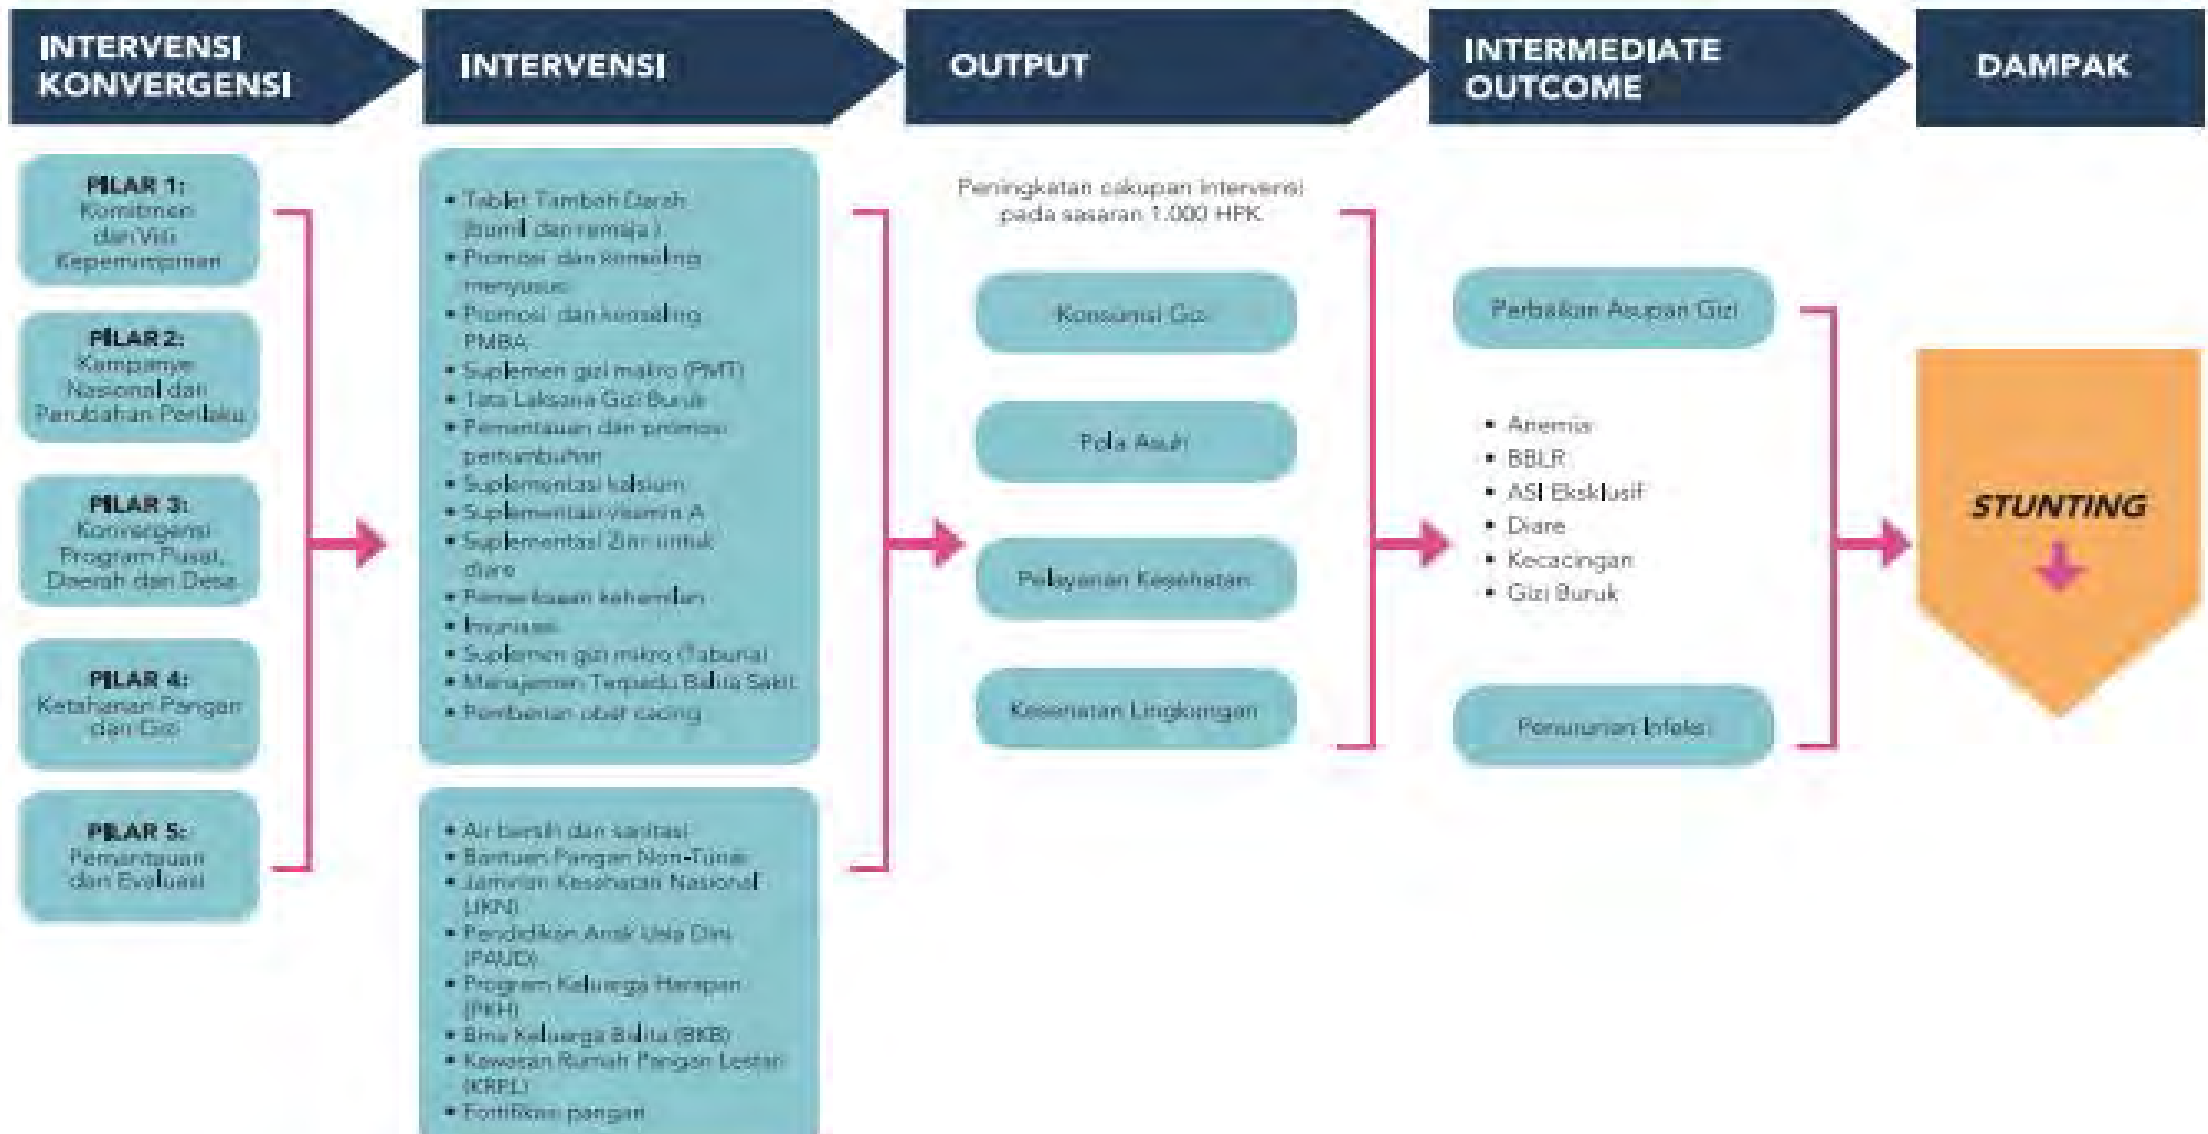 INTERVENSI
KONVERGENSI
INTERVENSI
OUTPUT
INTERMEDIATE
OUTCOME
DAMPAK
PILAR 1:
Komitmen
dan Visi
Kepemimpinan
PILAR 2:
Kampanye
Nasional dan
Perubahan Perilaku
PILAR 3:
Konvergensi
Program Pusat,
Daerah dan Desa
PILAR 4:
Ketahanan Pangan
dan Gizi
PILAR 5:
Pemantauan
dan Evaluasi
• Tablet Tambah Darah
(bumil dan remaja)
• Promosi dan konseling
menyusui
• Promosi dan konseling
PMBA
• Suplemen gizi makro (PMT)
• Tata Laksana Gizi Buruk
• Pemantauan dan promosi
pertumbuhan
• Suplementasi kalsium
• Suplementasi vitamin A
• Suplementasi Zinc untuk
diare
• Pemeriksaan kehamilan
• Imunisasi
• Suplemen gizi mikro (Taburia)
• Manajemen Terpadu Balita Sakit
• Pemberian obat cacing
• Air bersih dan sanitasi
• Bantuan Pangan Non-Tunai
• Jaminan Kesehatan Nasional
(JKN)
• Pendidikan Anak Usia Dini
(PAUD)
• Program Keluarga Harapan
(PKH)
• Bina Keluarga Balita (BKB)
• Kawasan Rumah Pangan Lestari
(KRPL)
• Fortifikasi pangan
Peningkatan cakupan intervensi
pada sasaran 1.000 HPK
Konsumsi Gizi
Pola Asuh
Pelayanan Kesehatan
Kesehatan Lingkungan
Perbaikan Asupan Gizi
• Anemia
• BBLR
• ASI Eksklusif
• Diare
• Kecacingan
• Gizi Buruk
Penurunan Infeksi
STUNTING